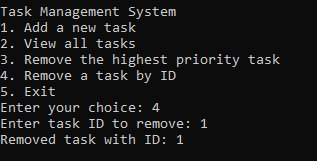 Task Management System
1. Add a new task
2. View all tasks
3. Remove the highest priority task
4. Remove a task by ID
5. Exit
Enter your choice: 4
Enter task ID to remove: 1
Removed task with ID: 1